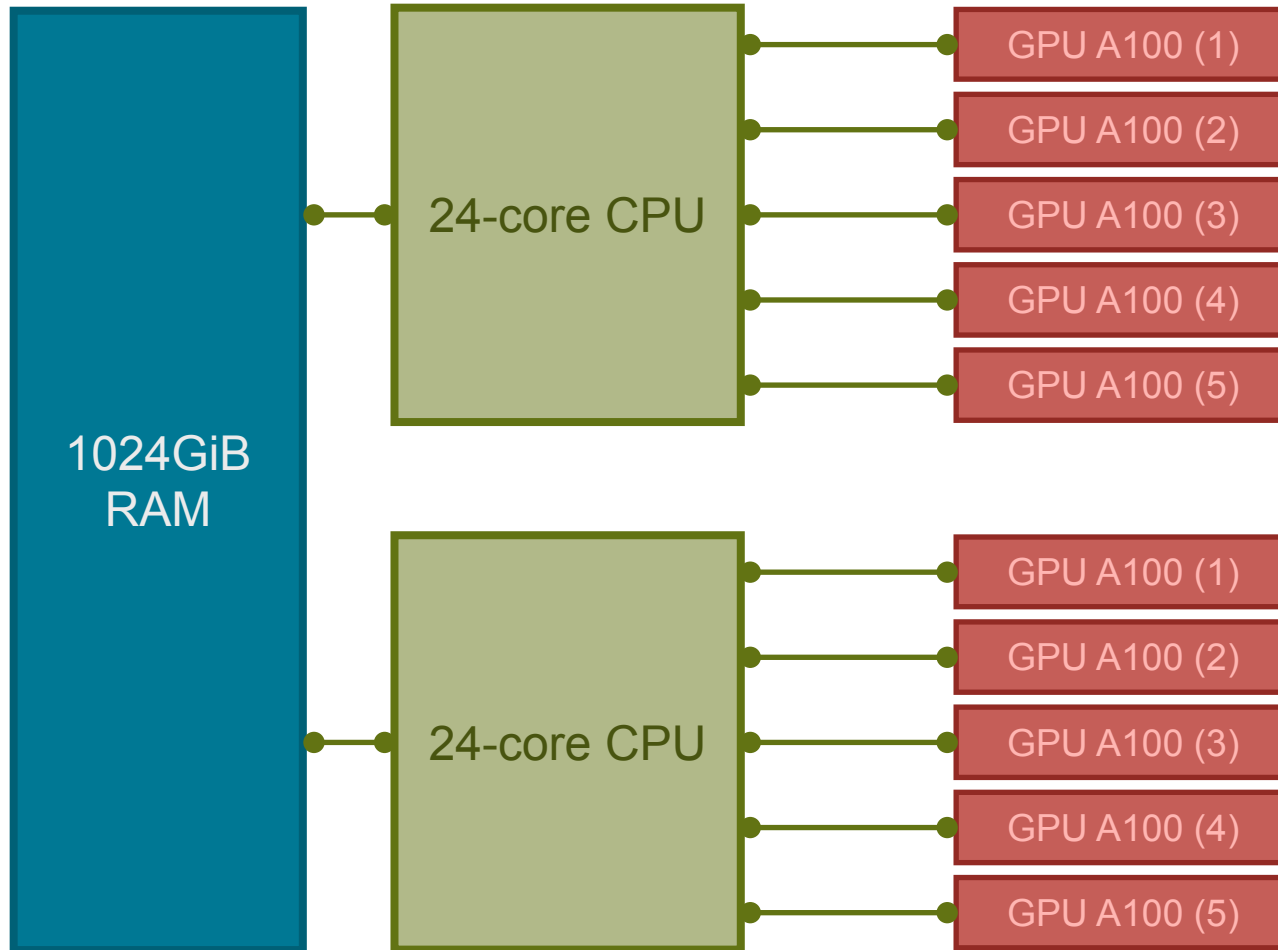 1024GiB
RAM
24-core CPU
GPU A100 (1)
GPU A100 (2)
GPU A100 (3)
GPU A100 (4)
GPU A100 (5)
24-core CPU
GPU A100 (1)
GPU A100 (2)
GPU A100 (3)
GPU A100 (4)
GPU A100 (5)